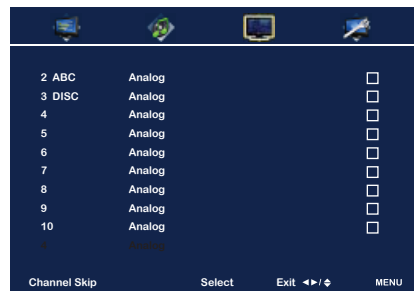 2 ABC Analog
3 DISC Analog
4 Analog
5 Analog
6 Analog
7 Analog
8 Analog
9 Analog
10 Analog
Analog
Channel Skip Select Exit ◄►/♦ MENU